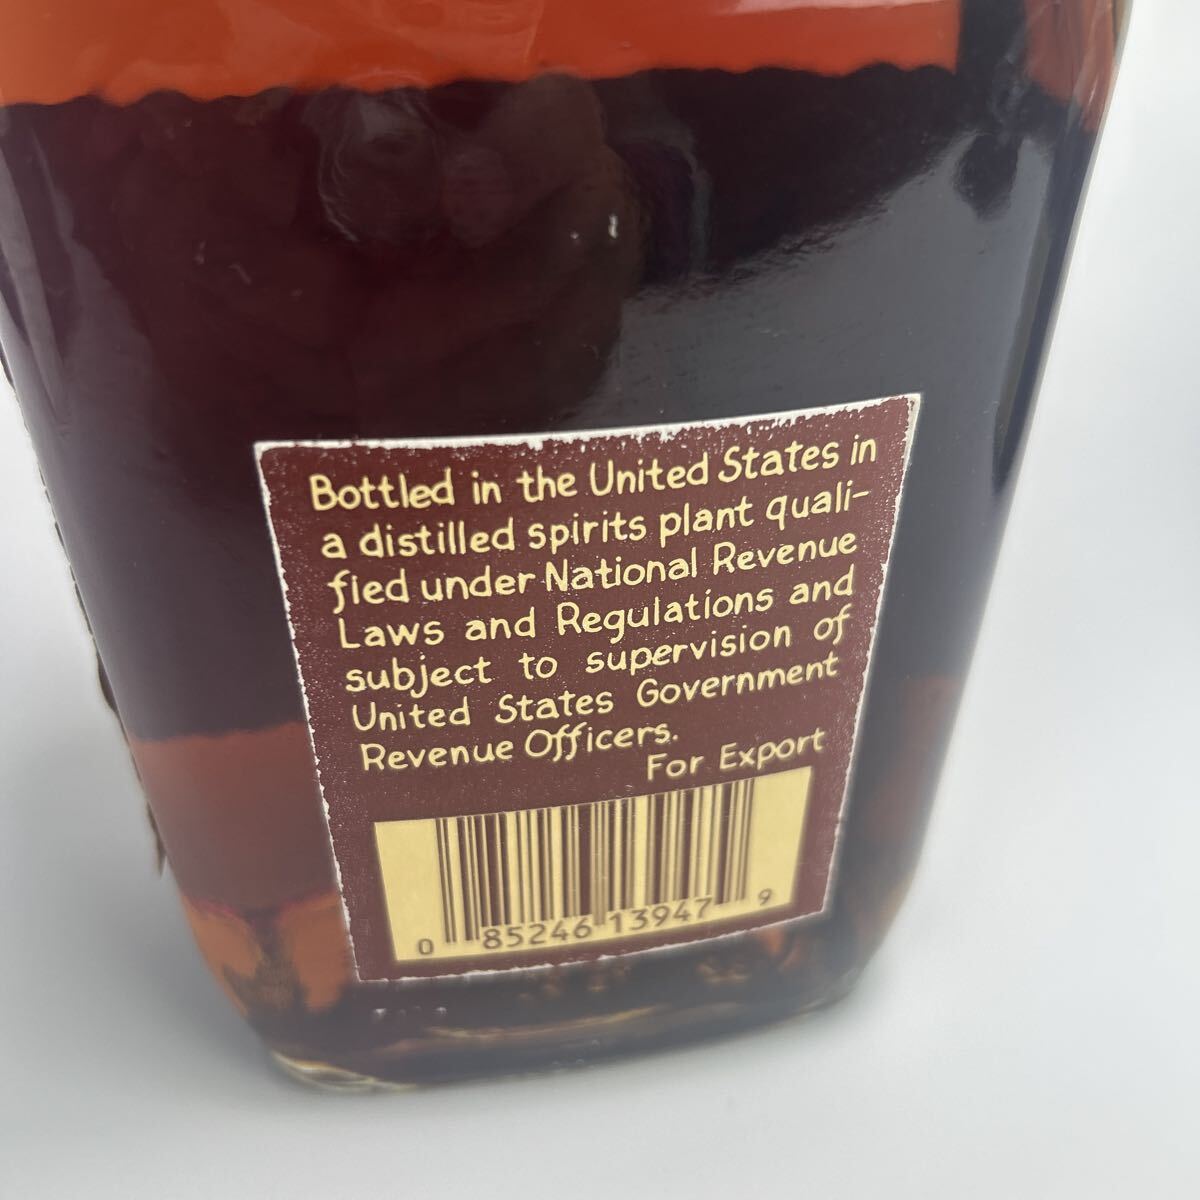 Bottled in the United States in
a distilled spirits plant quali-
fied under National Revenue
Laws and Regulations and
subject to supervision of
United States Government
Revenue Officers.
For Export
0 85246 13947 9